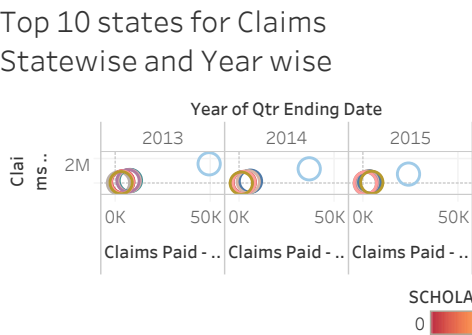 Top 10 states for Claims
Statewise and Year wise
Year of Qtr Ending Date
2013 2014 2015
Clai
ms ..
2M
0K 50K 0K 50K 0K 50K
Claims Paid - .. Claims Paid - .. Claims Paid - ..
SCHOLA
0